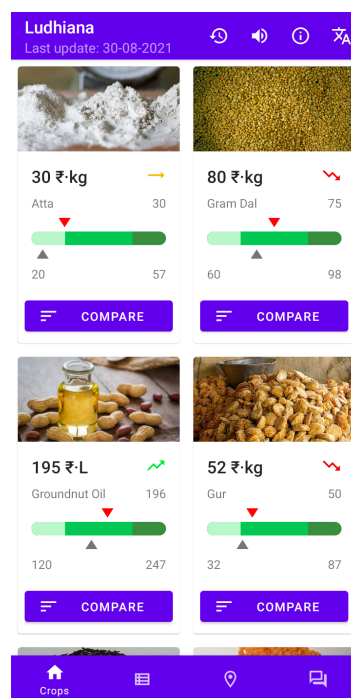 Ludhiana
Last update: 30-08-2021
30 ₹·kg
Atta 30
20 57
COMPARE
80 ₹·kg
Gram Dal 75
60 98
COMPARE
195 ₹·L
Groundnut Oil 196
120 247
COMPARE
52 ₹·kg
Gur 50
32 87
COMPARE
Crops